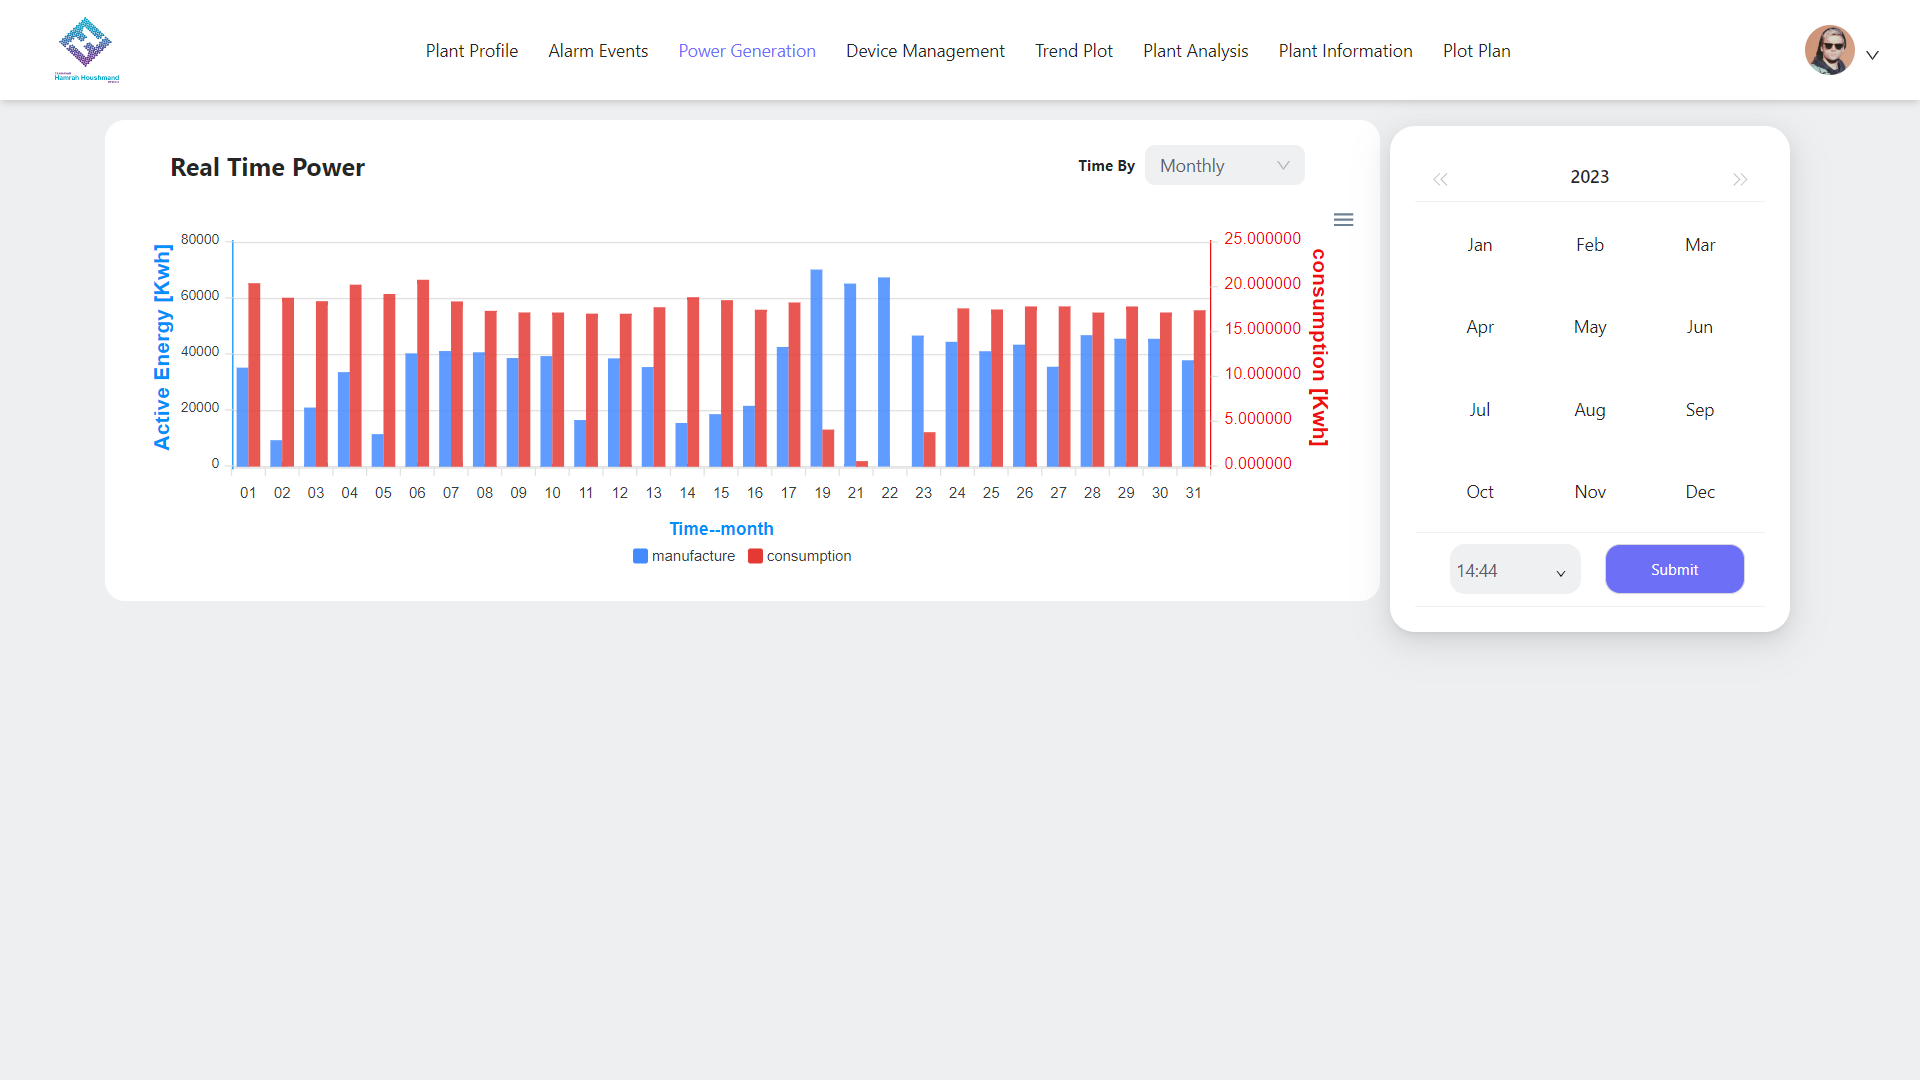 Hamrah Houshmand
Plant Profile Alarm Events Power Generation Device Management Trend Plot Plant Analysis Plant Information Plot Plan
Real Time Power
Time By Monthly
Active Energy [Kwh]
80000
60000
40000
20000
0
25.000000
20.000000
15.000000
10.000000
5.000000
0.000000
consumption [Kwh]
01 02 03 04 05 06 07 08 09 10 11 12 13 14 15 16 17 19 21 22 23 24 25 26 27 28 29 30 31
Time--month
manufacture consumption
2023
Jan Feb Mar
Apr May Jun
Jul Aug Sep
Oct Nov Dec
14:44 Submit